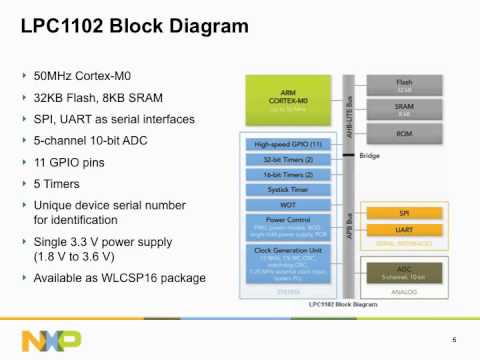 LPC1102 Block Diagram
50MHz Cortex-M0
32KB Flash, 8KB SRAM
SPI, UART as serial interfaces
5-channel 10-bit ADC
11 GPIO pins
5 Timers
Unique device serial number
for identification
Single 3.3 V power supply
(1.8 V to 3.6 V)
Available as WLCSP16 package
ARM
CORTEX-M0
Up to 50 MHz
Flash
32 kB
SRAM
8 kB
ROM
AHB-LITE Bus
Bridge
High-speed GPIO (11)
32-bit Timers (2)
16-bit Timers (2)
Systick Timer
WDT
Power Control
Clock Generation Unit
SYSTEM
APB Bus
SPI
UART
SERIAL INTERFACES
ADC
5-channel, 10-bit
ANALOG
LPC1102 Block Diagram
NXP
5